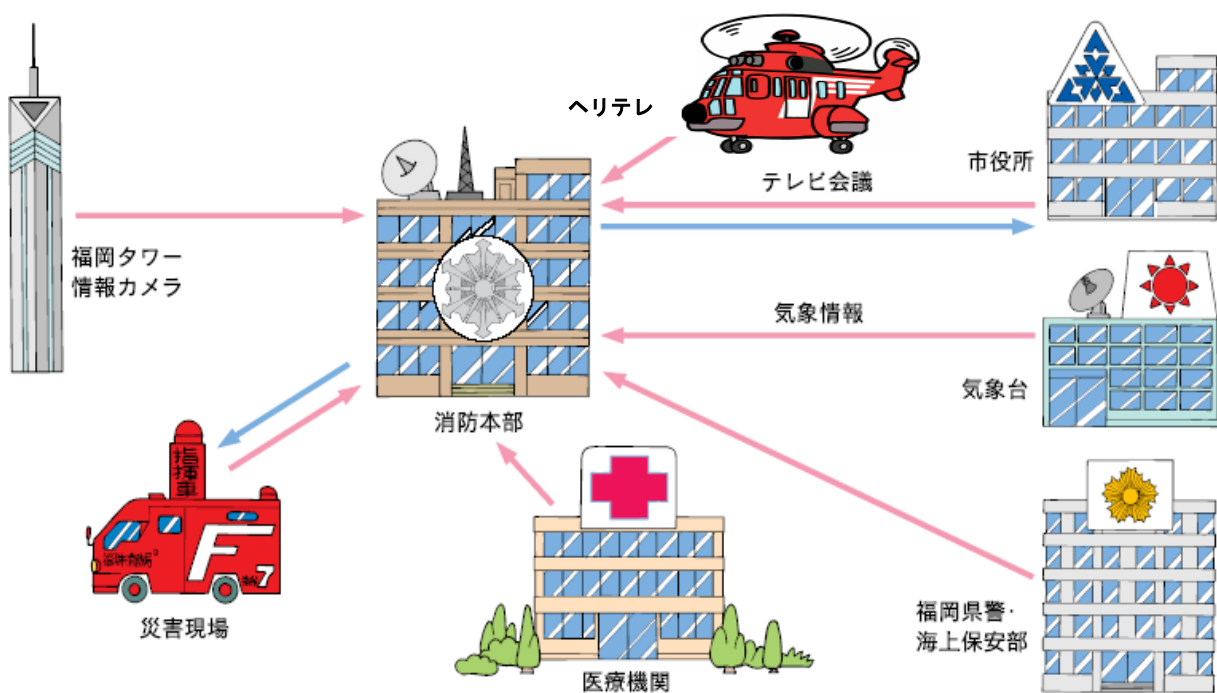 ヘリテレ
テレビ会議
市役所
福岡タワー
情報カメラ
気象情報
気象台
消防本部
指揮車
F
7
災害現場
医療機関
福岡県警・
海上保安部